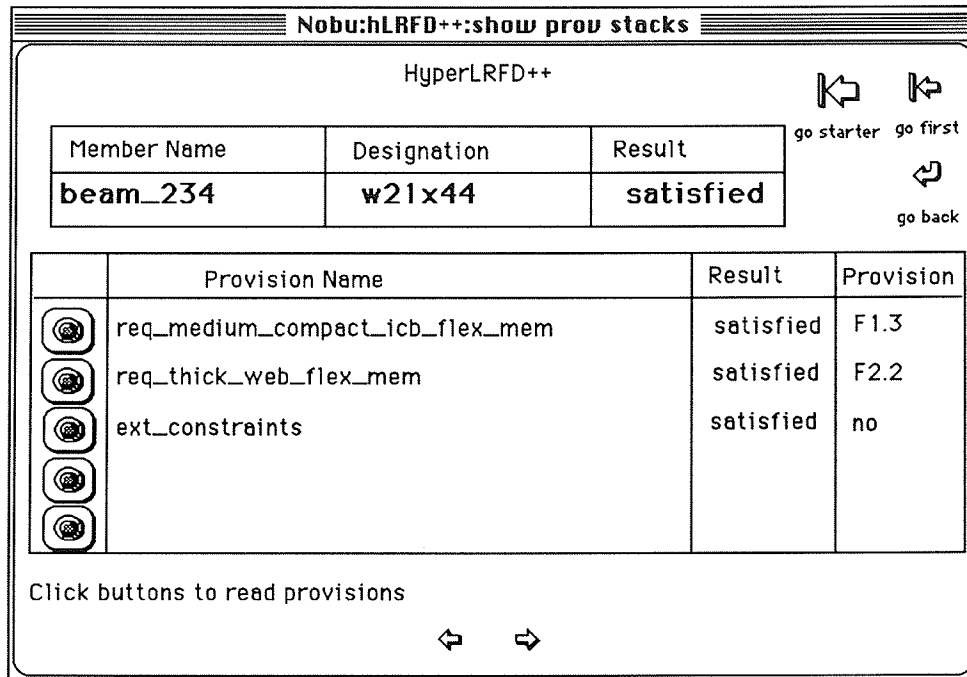 Nobu:hLRFD++:show prov stacks
HyperLRFD++
go starter go first
go back
Member Name Designation Result
beam_234 w21x44 satisfied
Provision Name Result Provision
req_medium_compact_icb_flex_mem satisfied F1.3
req_thick_web_flex_mem satisfied F2.2
ext_constraints satisfied no
Click buttons to read provisions